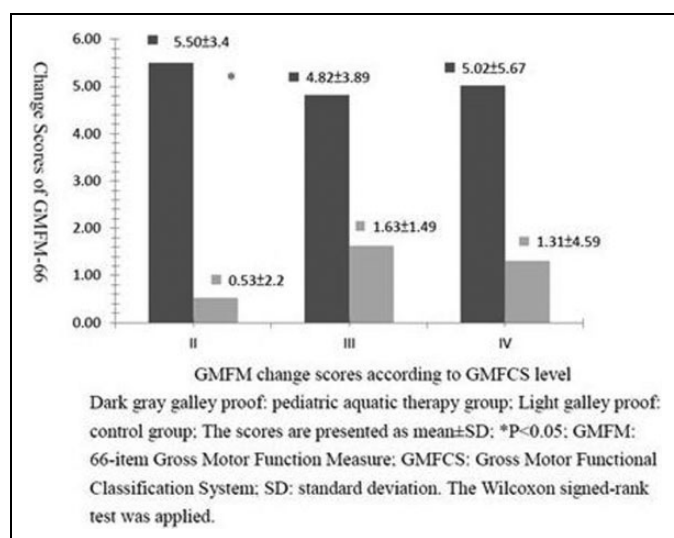 6.00
5.50±3.4
5.00
*
4.82±3.89
5.02±5.67
4.00
3.00
2.00
1.63±1.49
1.31±4.59
1.00
0.53±2.2
0.00
Change Scores of GMFM-66
II III IV
GMFM change scores according to GMFCS level
Dark gray galley proof: pediatric aquatic therapy group; Light galley proof:
control group; The scores are presented as mean±SD; *P<0.05; GMFM:
66-item Gross Motor Function Measure; GMFCS: Gross Motor Functional
Classification System; SD: standard deviation. The Wilcoxon signed-rank
test was applied.